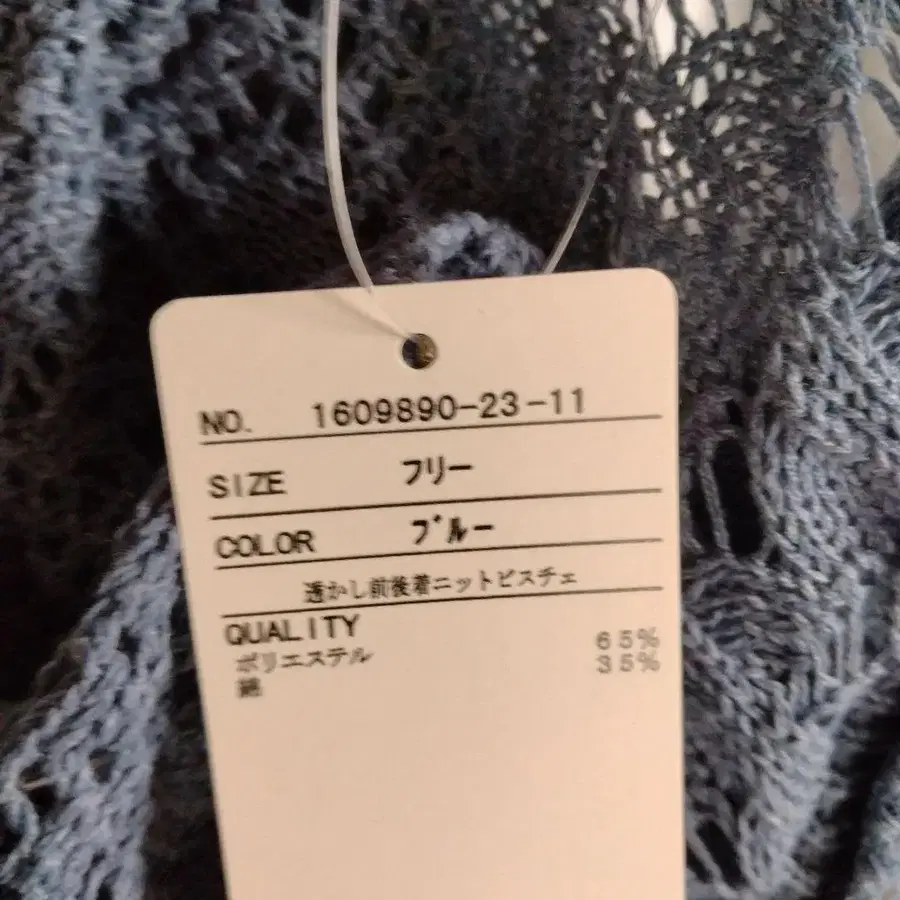 NO. 1609890-23-11
SIZE フリー
COLOR ブルー
透かし前後着ニットビスチェ
QUALITY
ポリエステル 65%
綿 35%